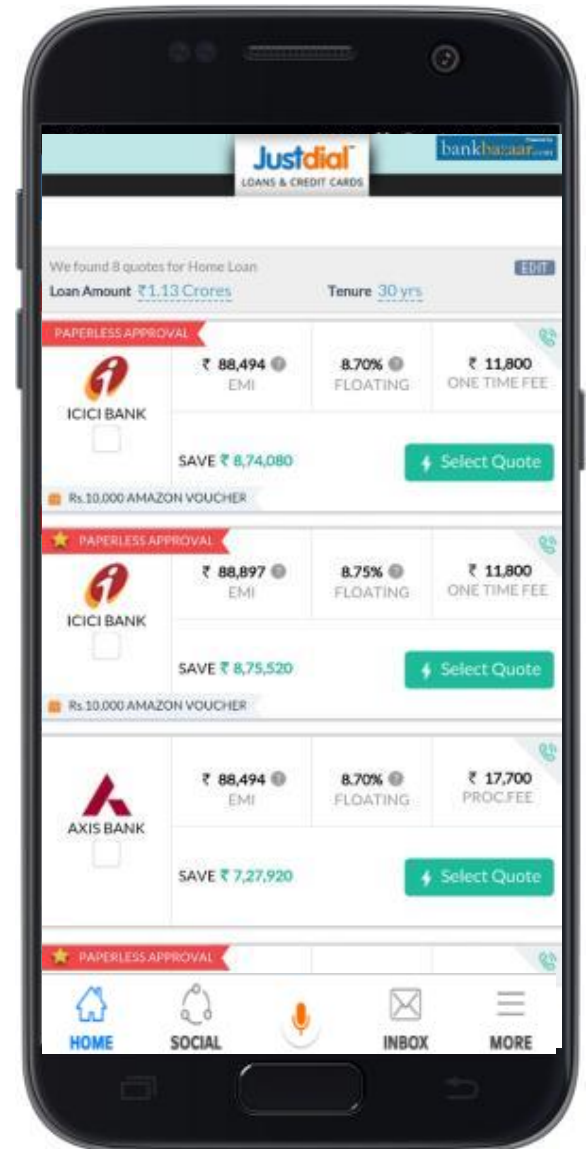 Justdial
LOANS & CREDIT CARDS
Powered by
bankbazaar.com
We found 8 quotes for Home Loan
EDIT
Loan Amount ₹1.13 Crores Tenure 30 yrs
PAPERLESS APPROVAL
ICICI BANK
₹ 88,494
EMI
8.70%
FLOATING
₹ 11,800
ONE TIME FEE
SAVE ₹ 8,74,080
Select Quote
Rs.10,000 AMAZON VOUCHER
PAPERLESS APPROVAL
ICICI BANK
₹ 88,897
EMI
8.75%
FLOATING
₹ 11,800
ONE TIME FEE
SAVE ₹ 8,75,520
Select Quote
Rs.10,000 AMAZON VOUCHER
AXIS BANK
₹ 88,494
EMI
8.70%
FLOATING
₹ 17,700
PROC.FEE
SAVE ₹ 7,27,920
Select Quote
PAPERLESS APPROVAL
HOME SOCIAL INBOX MORE